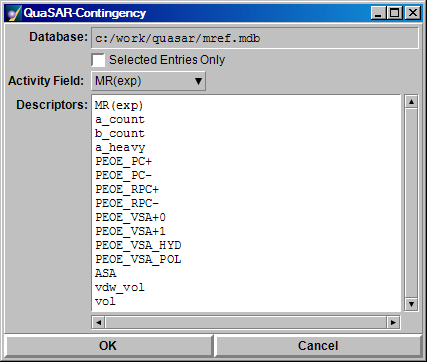 QuaSAR-Contingency
Database: c:/work/quasar/mref.mdb
Selected Entries Only
Activity Field: MR(exp)
Descriptors: MR(exp)
a_count
b_count
a_heavy
PEOE_PC+
PEOE_PC-
PEOE_RPC+
PEOE_RPC-
PEOE_VSA+0
PEOE_VSA+1
PEOE_VSA_HYD
PEOE_VSA_POL
ASA
vdw_vol
vol
OK Cancel